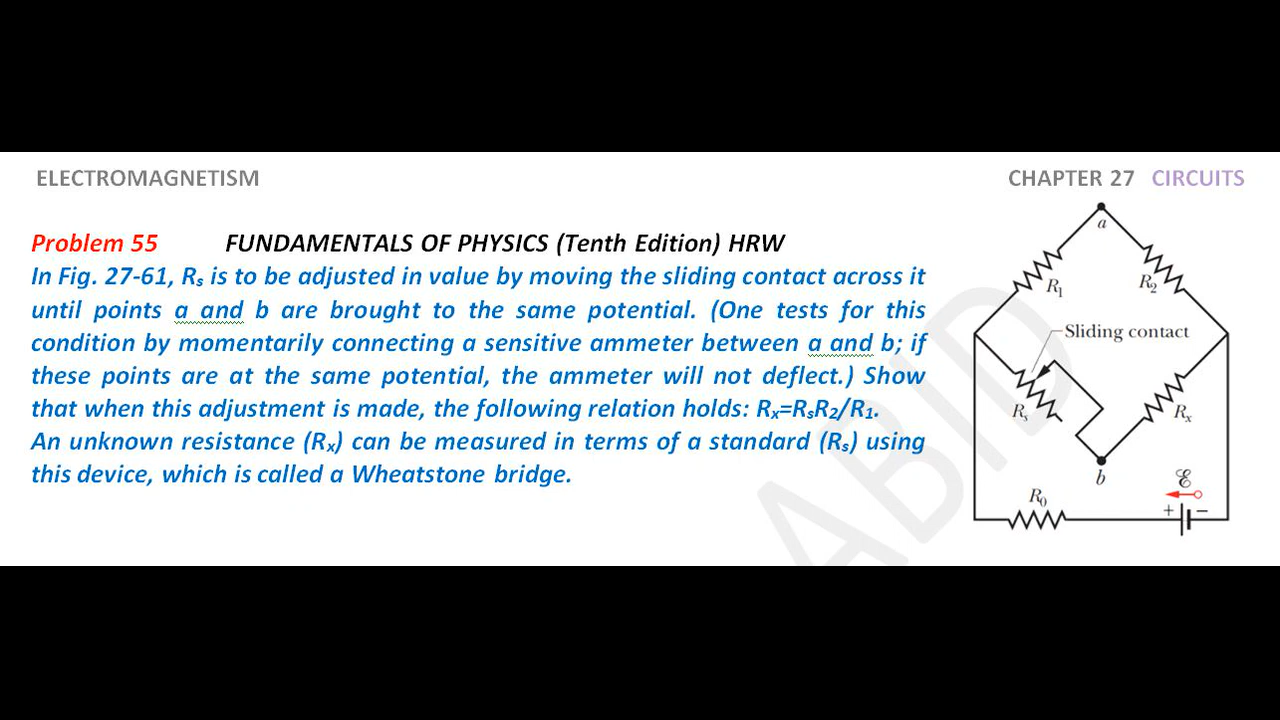 ELECTROMAGNETISM
CHAPTER 27 CIRCUITS
Problem 55 FUNDAMENTALS OF PHYSICS (Tenth Edition) HRW
In Fig. 27-61, Rₛ is to be adjusted in value by moving the sliding contact across it
until points a and b are brought to the same potential. (One tests for this
condition by momentarily connecting a sensitive ammeter between a and b; if
these points are at the same potential, the ammeter will not deflect.) Show
that when this adjustment is made, the following relation holds: Rₓ=RₛR₂/R₁.
An unknown resistance (Rₓ) can be measured in terms of a standard (Rₛ) using
this device, which is called a Wheatstone bridge.
a
R₁
R₂
Sliding contact
Rₛ
Rₓ
b
ℰ
R₀
+ −
ABID